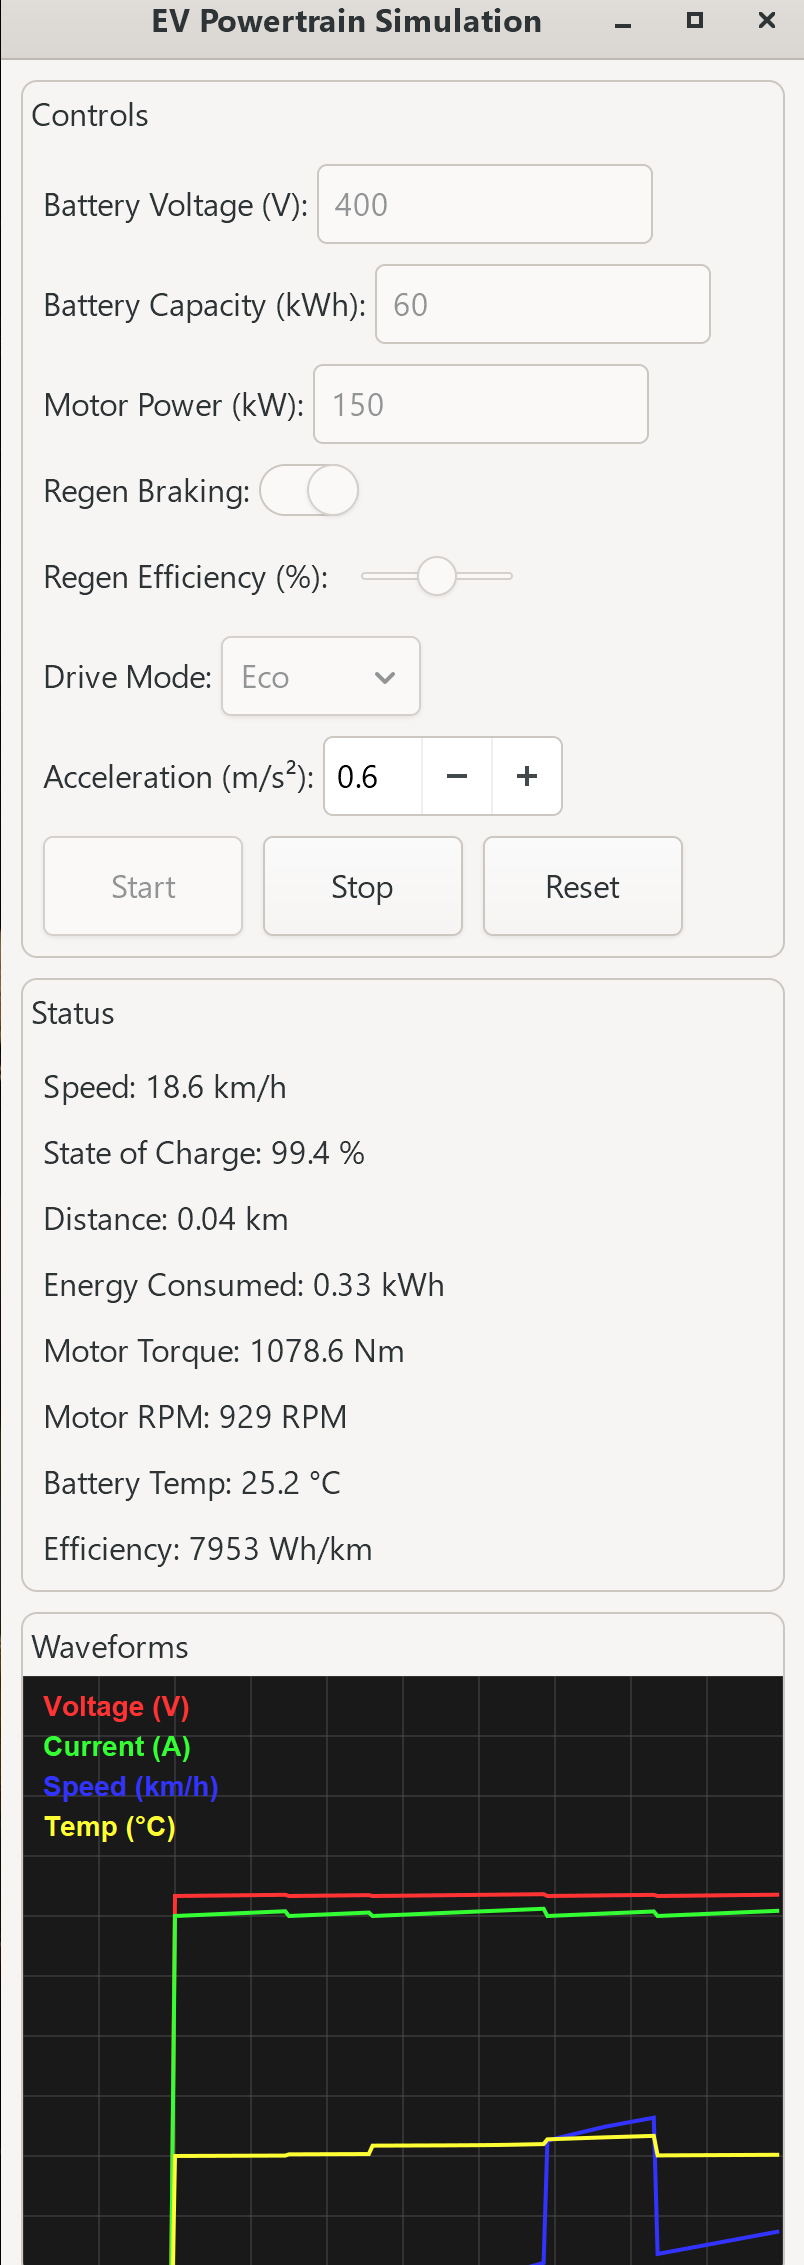 EV Powertrain Simulation
Controls
Battery Voltage (V): 400
Battery Capacity (kWh): 60
Motor Power (kW): 150
Regen Braking:
Regen Efficiency (%):
Drive Mode: Eco
Acceleration (m/s²): 0.6 − +
Start Stop Reset
Status
Speed: 18.6 km/h
State of Charge: 99.4 %
Distance: 0.04 km
Energy Consumed: 0.33 kWh
Motor Torque: 1078.6 Nm
Motor RPM: 929 RPM
Battery Temp: 25.2 °C
Efficiency: 7953 Wh/km
Waveforms
Voltage (V)
Current (A)
Speed (km/h)
Temp (°C)